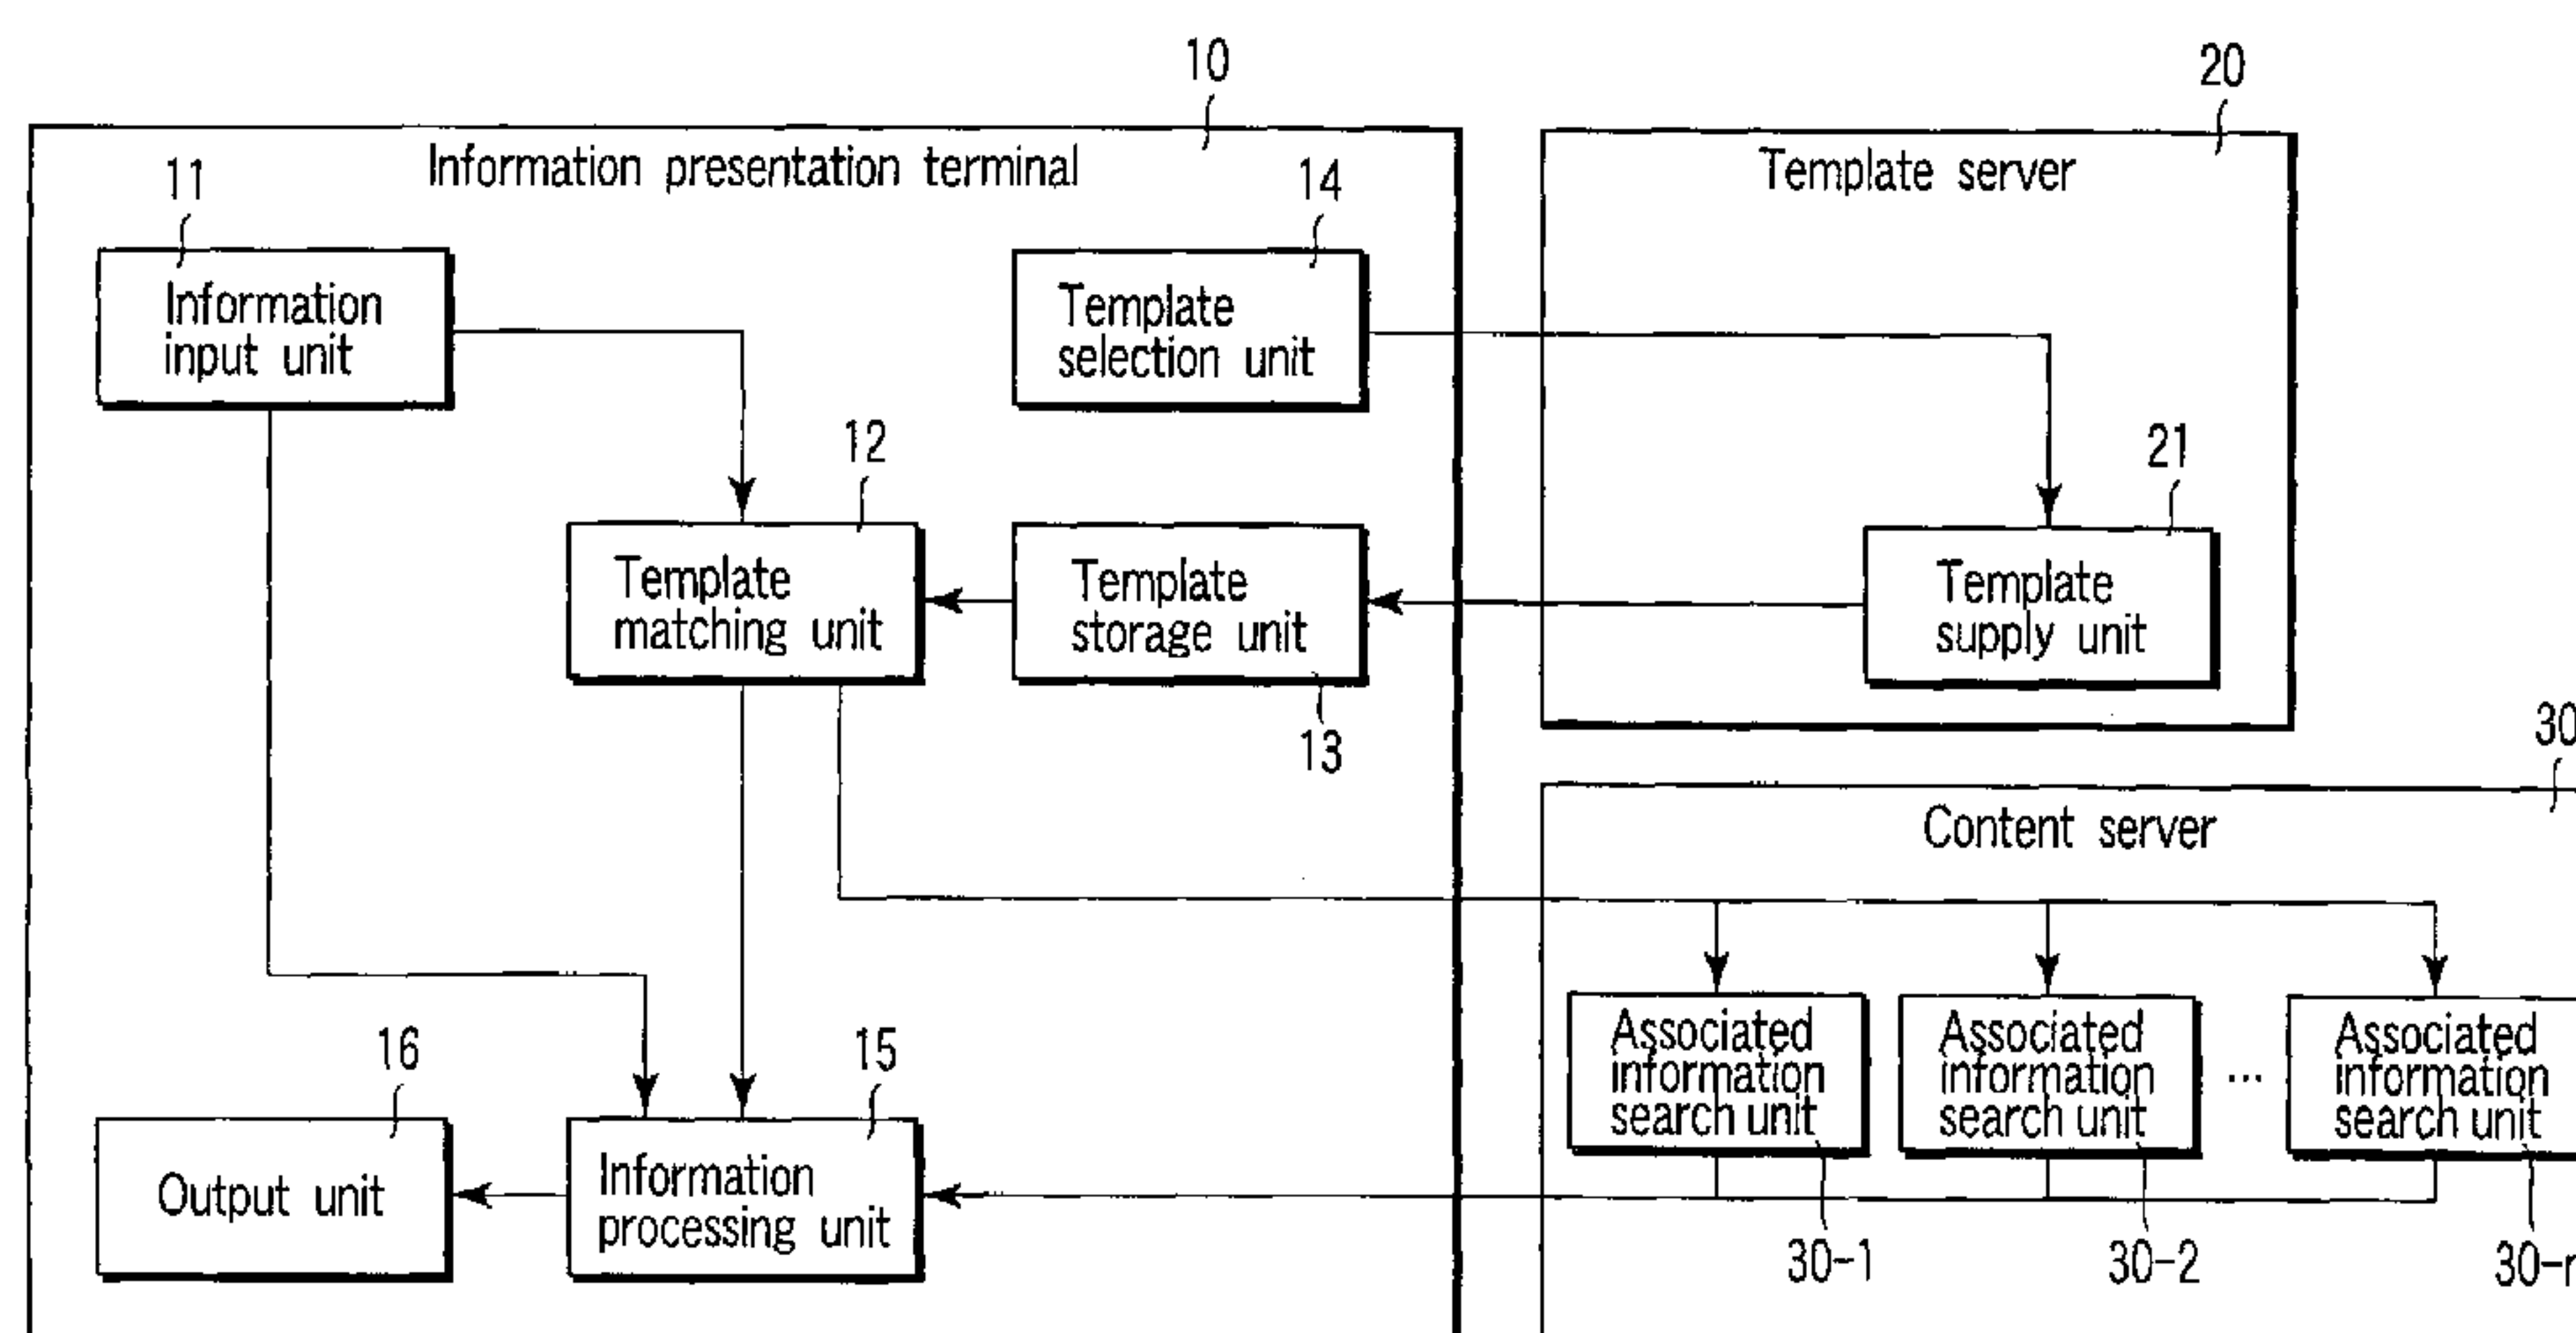 10
20
Information presentation terminal
Template server
11
14
Information
input unit
Template
selection unit
12
21
Template
matching unit
Template
storage unit
Template
supply unit
13
30
Content server
Associated
information
search unit
Associated
information
search unit
...
Associated
information
search unit
16
15
Output unit
Information
processing unit
30-1
30-2